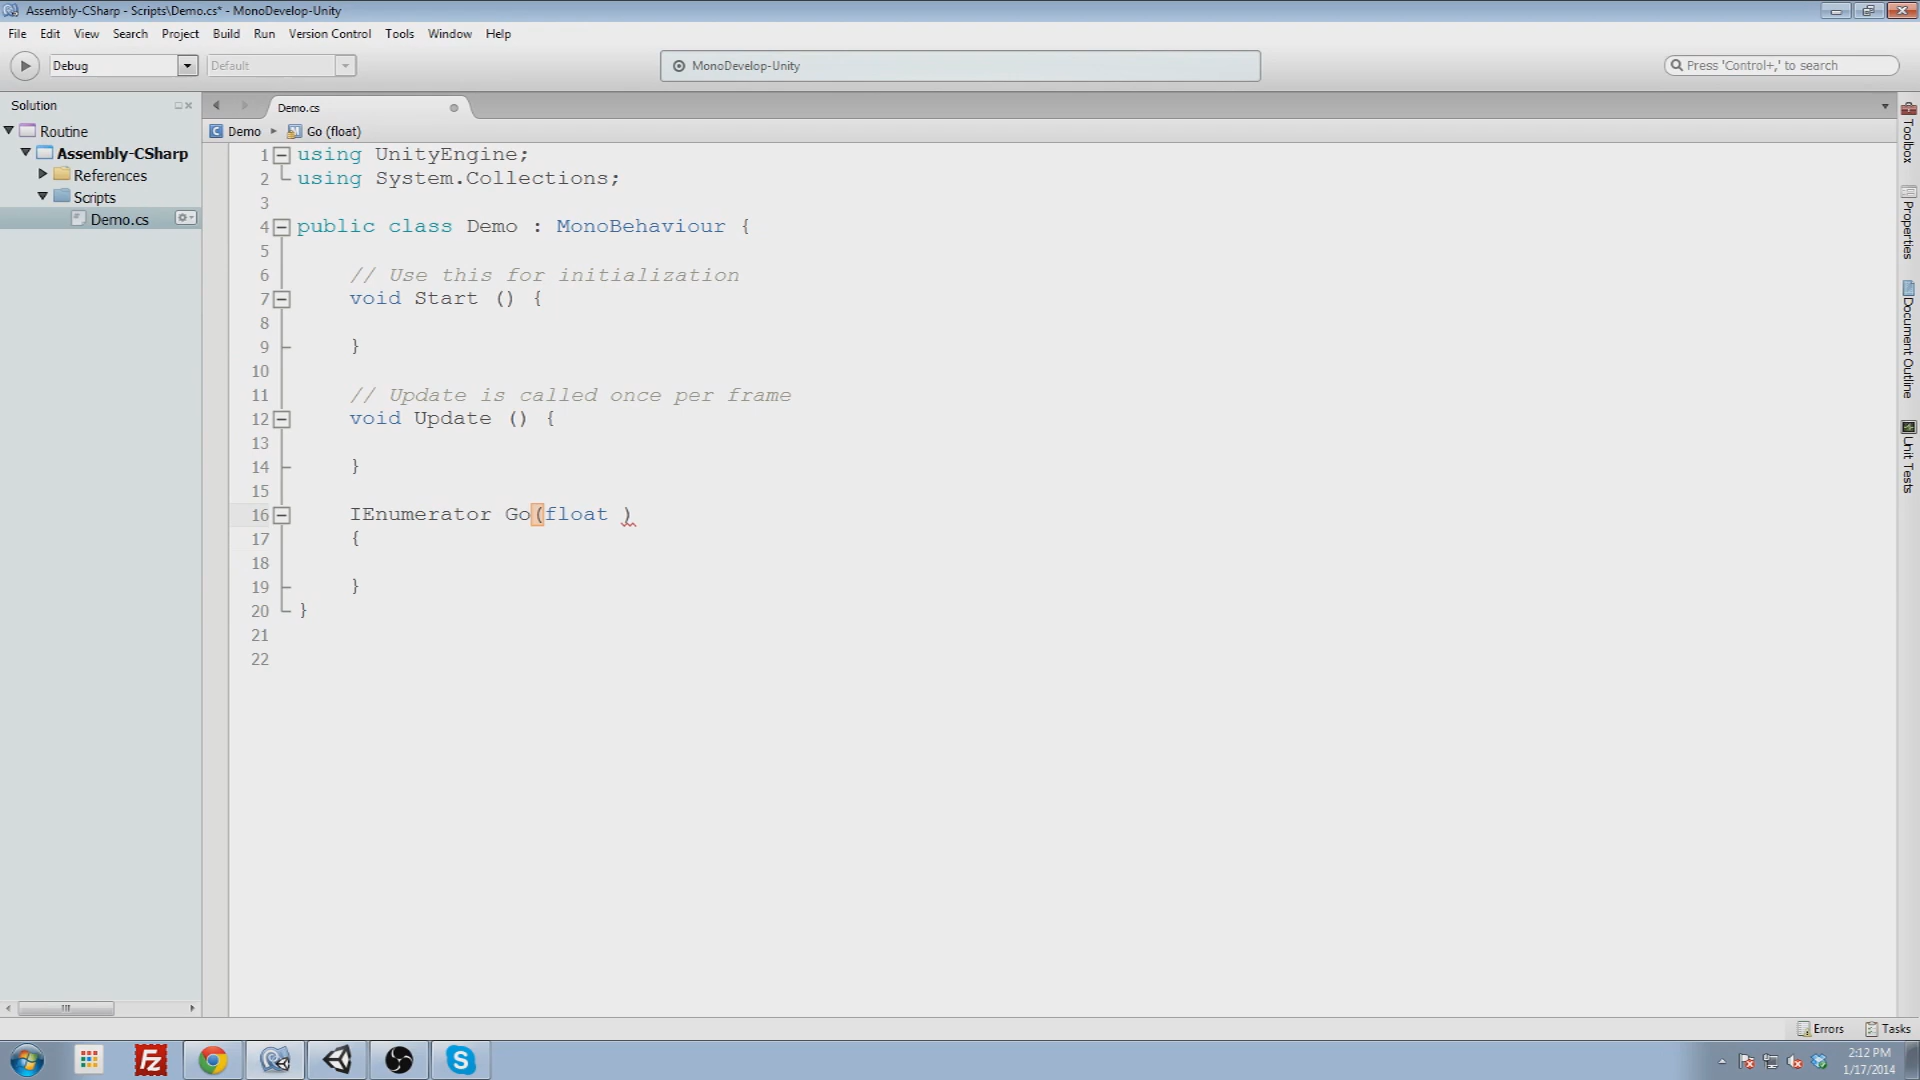 Assembly-CSharp - Scripts\Demo.cs* - MonoDevelop-Unity
File Edit View Search Project Build Run Version Control Tools Window Help
Debug Default MonoDevelop-Unity Press 'Control+,' to search
Solution
Demo.cs
Routine
Demo Go (float)
Assembly-CSharp
References
Scripts
Demo.cs
1 using UnityEngine;
2 using System.Collections;
3
4 public class Demo : MonoBehaviour {
5
6 // Use this for initialization
7 void Start () {
8
9 }
10
11 // Update is called once per frame
12 void Update () {
13
14 }
15
16 IEnumerator Go(float )
17 {
18
19 }
20 }
21
22
Toolbox
Properties
Document Outline
Unit Tests
Errors Tasks
Fz
S
2:12 PM
1/17/2014